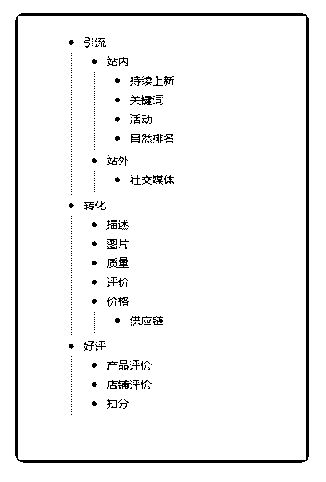 引流
站内
持续上新
关键词
活动
自然排名
站外
社交媒体
转化
描述
图片
质量
评价
价格
供应链
好评
产品评价
店铺评价
扣分